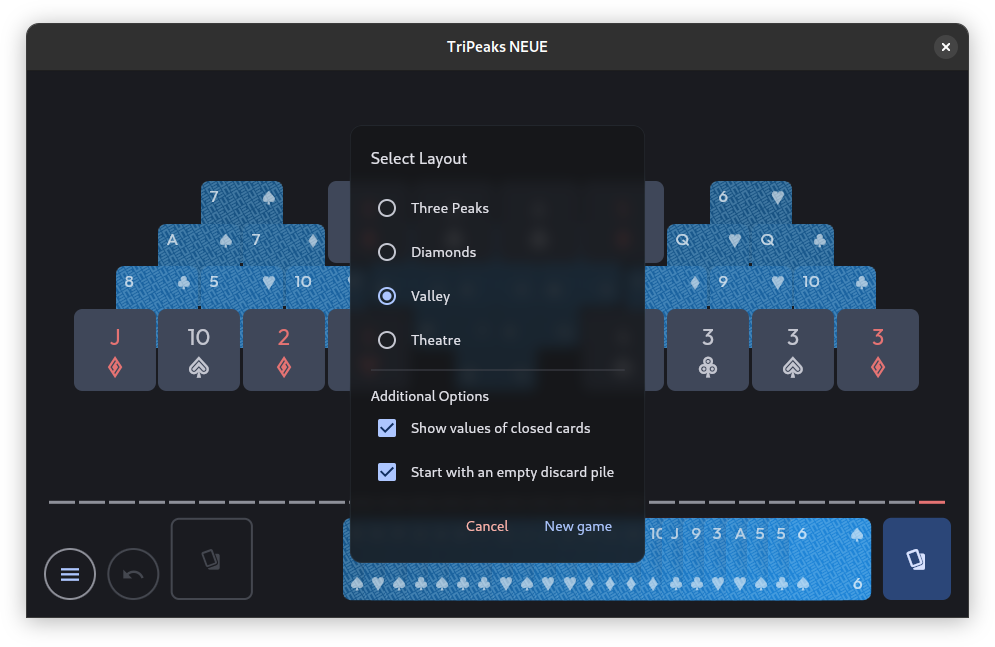 TriPeaks NEUE
Select Layout
7 6
Three Peaks
A 7 Q Q
Diamonds
8 5 10 9 10
Valley
J 10 2 3 3 3
Theatre
Additional Options
Show values of closed cards
Start with an empty discard pile
Cancel New game
10 J 9 3 A 5 5 6
6